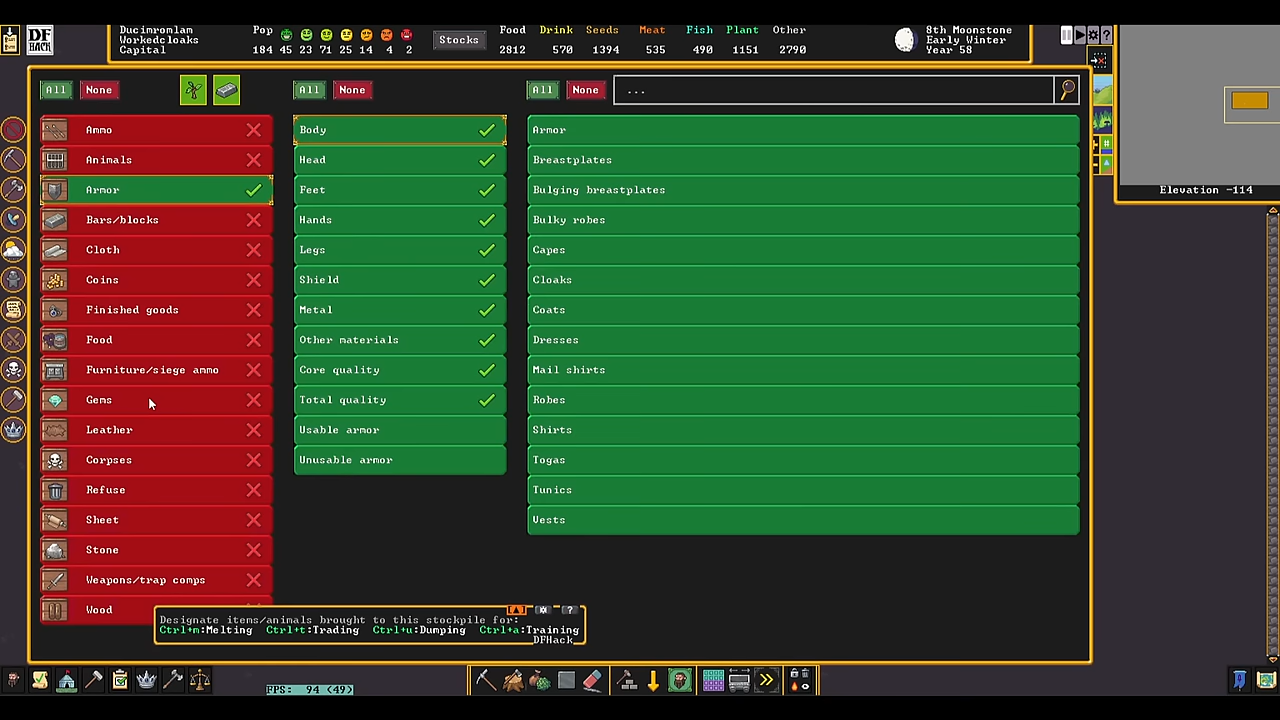 DF
HACK
Ducimromlam
Workedcloaks
Capital
Pop
184 45 23 71 25 14 4 2
Stocks
Food Drink Seeds Meat Fish Plant Other
2812 570 1394 535 490 1151 2790
8th Moonstone
Early Winter
Year 58
?
Elevation -114
All None
All None
All None
...
Ammo
Animals
Armor
Bars/blocks
Cloth
Coins
Finished goods
Food
Furniture/siege ammo
Gems
Leather
Corpses
Refuse
Sheet
Stone
Weapons/trap comps
Wood
Body
Head
Feet
Hands
Legs
Shield
Metal
Other materials
Core quality
Total quality
Usable armor
Unusable armor
Armor
Breastplates
Bulging breastplates
Bulky robes
Capes
Cloaks
Coats
Dresses
Mail shirts
Robes
Shirts
Togas
Tunics
Vests
?
Designate items/animals brought to this stockpile for:
Ctrl+m:Melting Ctrl+t:Trading Ctrl+u:Dumping Ctrl+a:Training
DFHack
FPS: 94 (49)